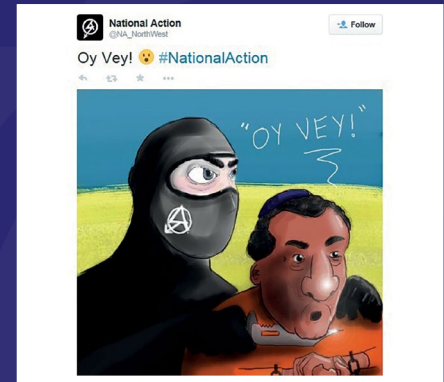 National Action
@NA_NorthWest
Follow
Oy Vey! 😮 #NationalAction
"OY VEY!"